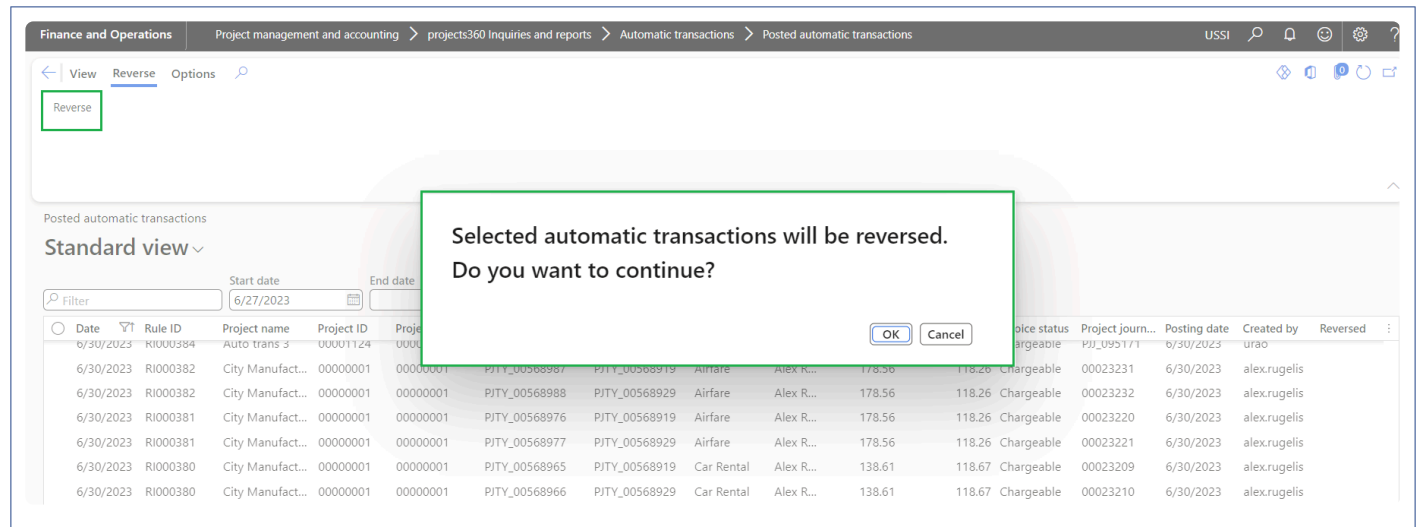 Finance and Operations Project management and accounting > projects360 Inquiries and reports > Automatic transactions > Posted automatic transactions USSI ?
View Reverse Options 0
Reverse
Posted automatic transactions
Standard view
Selected automatic transactions will be reversed.
Do you want to continue?
OK Cancel
Start date End date
Filter 6/27/2023
Date Rule ID Project name Project ID Proje oice status Project journ... Posting date Created by Reversed
6/30/2023 RI000384 Auto trans 3 00001124 argeable PJJ_095171 6/30/2023 urao
6/30/2023 RI000382 City Manufact... 00000001 00000001 PJTY_00568987 PJTY_00568919 Airfare Alex R... 178.56 118.26 Chargeable 00023231 6/30/2023 alex.rugelis
6/30/2023 RI000382 City Manufact... 00000001 00000001 PJTY_00568988 PJTY_00568929 Airfare Alex R... 178.56 118.26 Chargeable 00023232 6/30/2023 alex.rugelis
6/30/2023 RI000381 City Manufact... 00000001 00000001 PJTY_00568976 PJTY_00568919 Airfare Alex R... 178.56 118.26 Chargeable 00023220 6/30/2023 alex.rugelis
6/30/2023 RI000381 City Manufact... 00000001 00000001 PJTY_00568977 PJTY_00568929 Airfare Alex R... 178.56 118.26 Chargeable 00023221 6/30/2023 alex.rugelis
6/30/2023 RI000380 City Manufact... 00000001 00000001 PJTY_00568965 PJTY_00568919 Car Rental Alex R... 138.61 118.67 Chargeable 00023209 6/30/2023 alex.rugelis
6/30/2023 RI000380 City Manufact... 00000001 00000001 PJTY_00568966 PJTY_00568929 Car Rental Alex R... 138.61 118.67 Chargeable 00023210 6/30/2023 alex.rugelis